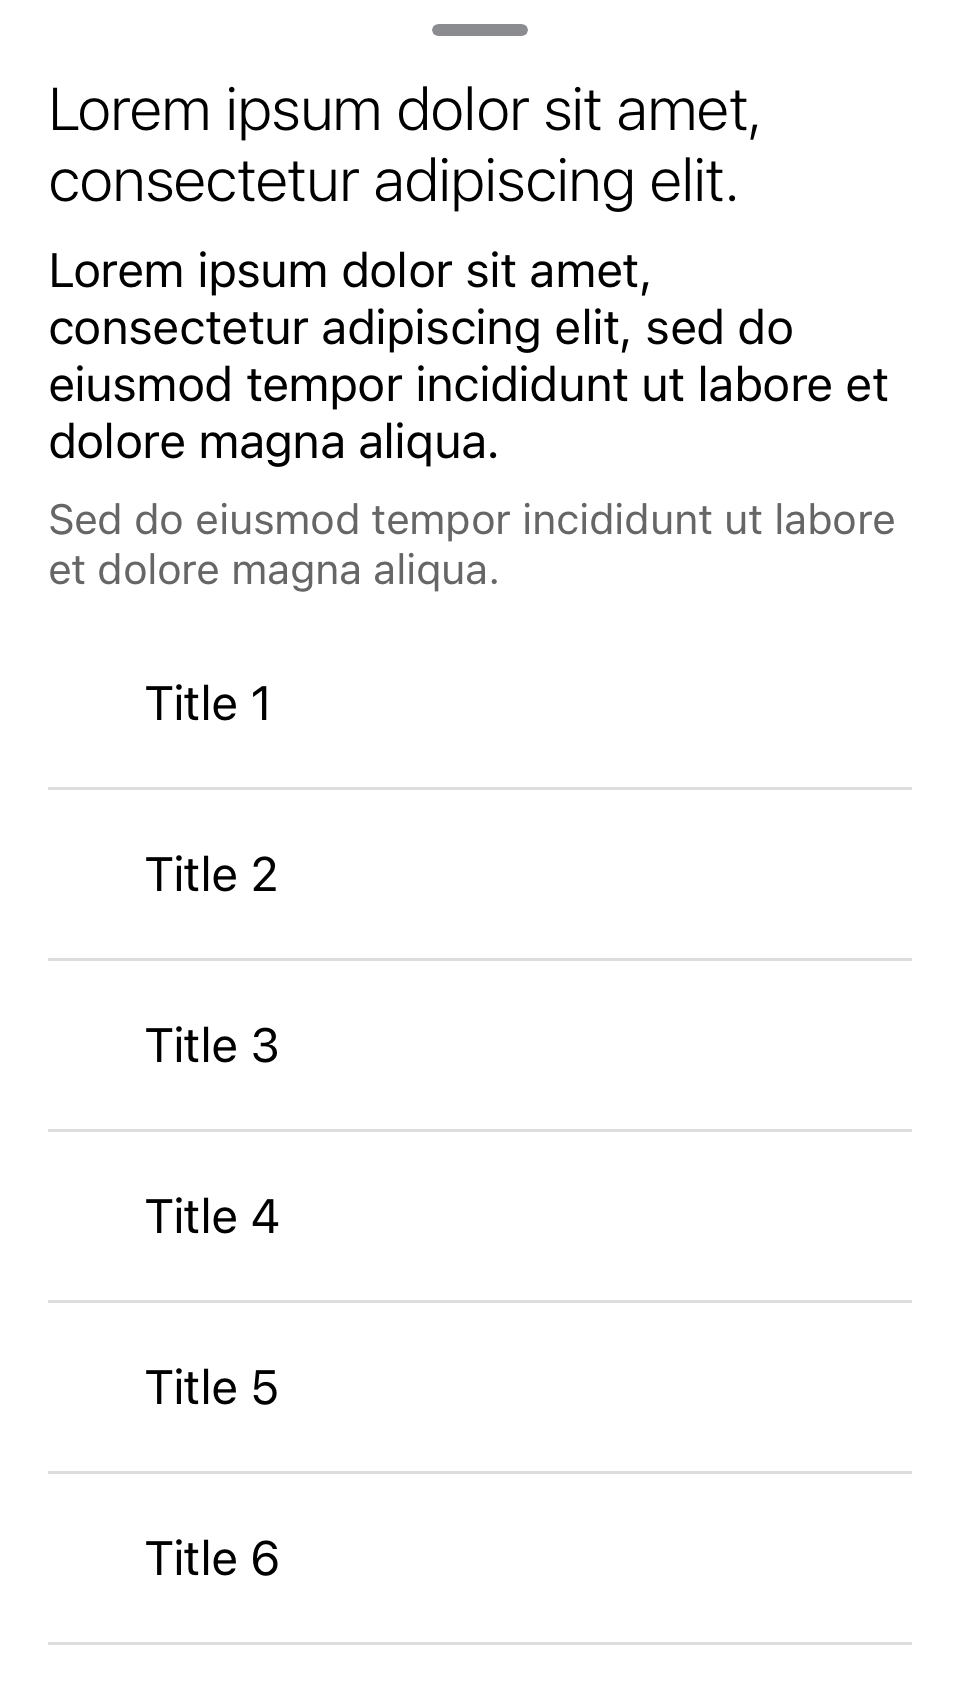 Lorem ipsum dolor sit amet,
consectetur adipiscing elit.
Lorem ipsum dolor sit amet,
consectetur adipiscing elit, sed do
eiusmod tempor incididunt ut labore et
dolore magna aliqua.
Sed do eiusmod tempor incididunt ut labore
et dolore magna aliqua.
Title 1
Title 2
Title 3
Title 4
Title 5
Title 6